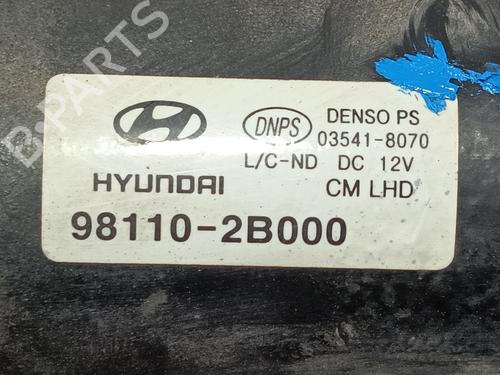 B-PARTS
HYUNDAI
DNPS
DENSO PS
03541-8070
L/C-ND DC 12V
CM LHD
98110-2B000